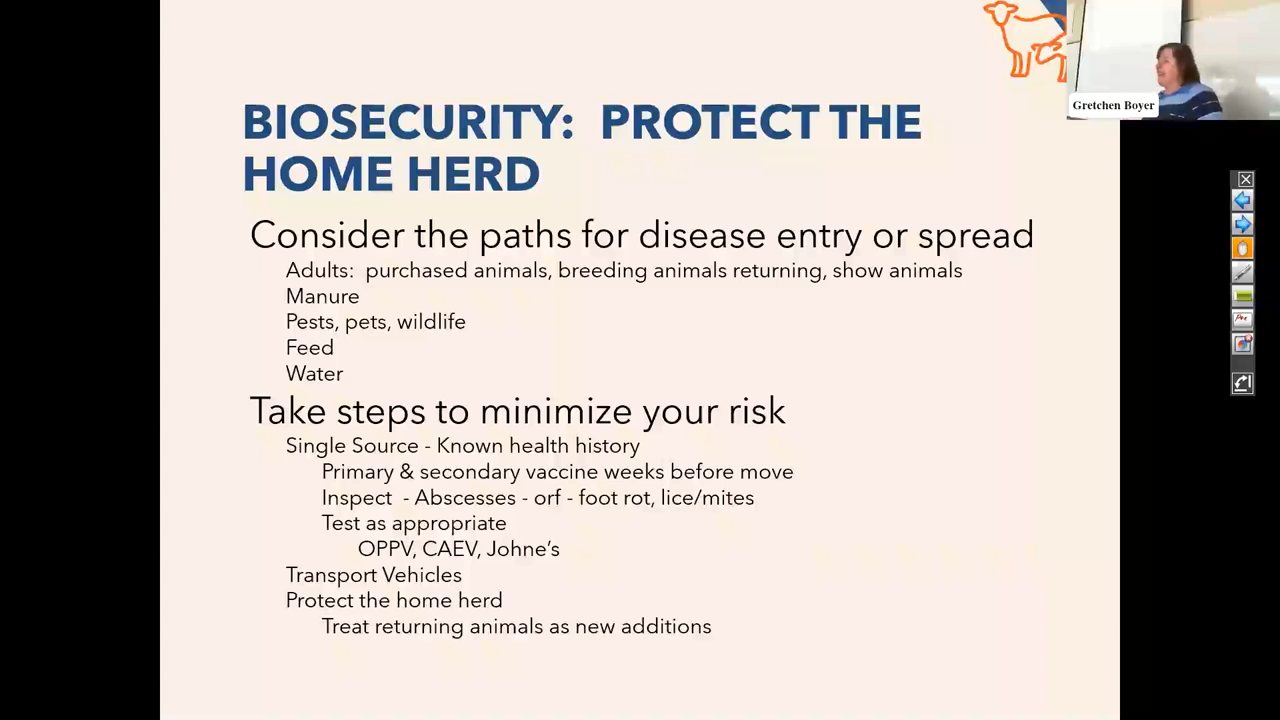 BIOSECURITY: PROTECT THE
HOME HERD
Consider the paths for disease entry or spread
Adults: purchased animals, breeding animals returning, show animals
Manure
Pests, pets, wildlife
Feed
Water
Take steps to minimize your risk
Single Source - Known health history
Primary & secondary vaccine weeks before move
Inspect - Abscesses - orf - foot rot, lice/mites
Test as appropriate
OPPV, CAEV, Johne's
Transport Vehicles
Protect the home herd
Treat returning animals as new additions
Gretchen Boyer